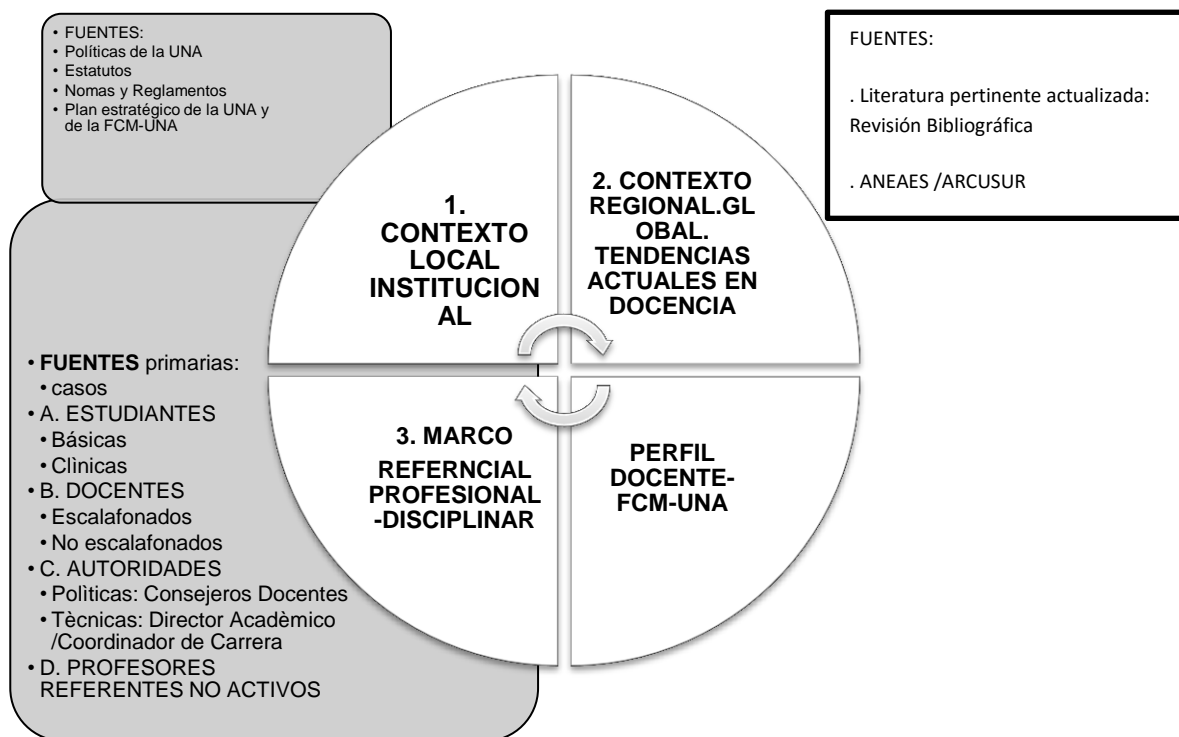 • FUENTES:
• Políticas de la UNA
• Estatutos
• Nomas y Reglamentos
• Plan estratégico de la UNA y
de la FCM-UNA
FUENTES:
. Literatura pertinente actualizada:
Revisión Bibliográfica
. ANEAES /ARCUSUR
1.
CONTEXTO
LOCAL
INSTITUCION
AL
2. CONTEXTO
REGIONAL.GL
OBAL.
TENDENCIAS
ACTUALES EN
DOCENCIA
• FUENTES primarias:
• casos
• A. ESTUDIANTES
• Básicas
• Clìnicas
• B. DOCENTES
• Escalafonados
• No escalafonados
• C. AUTORIDADES
• Polìticas: Consejeros Docentes
• Tècnicas: Director Acadèmico
/Coordinador de Carrera
• D. PROFESORES
REFERENTES NO ACTIVOS
3. MARCO
REFERNCIAL
PROFESIONAL
-DISCIPLINAR
PERFIL
DOCENTE-
FCM-UNA